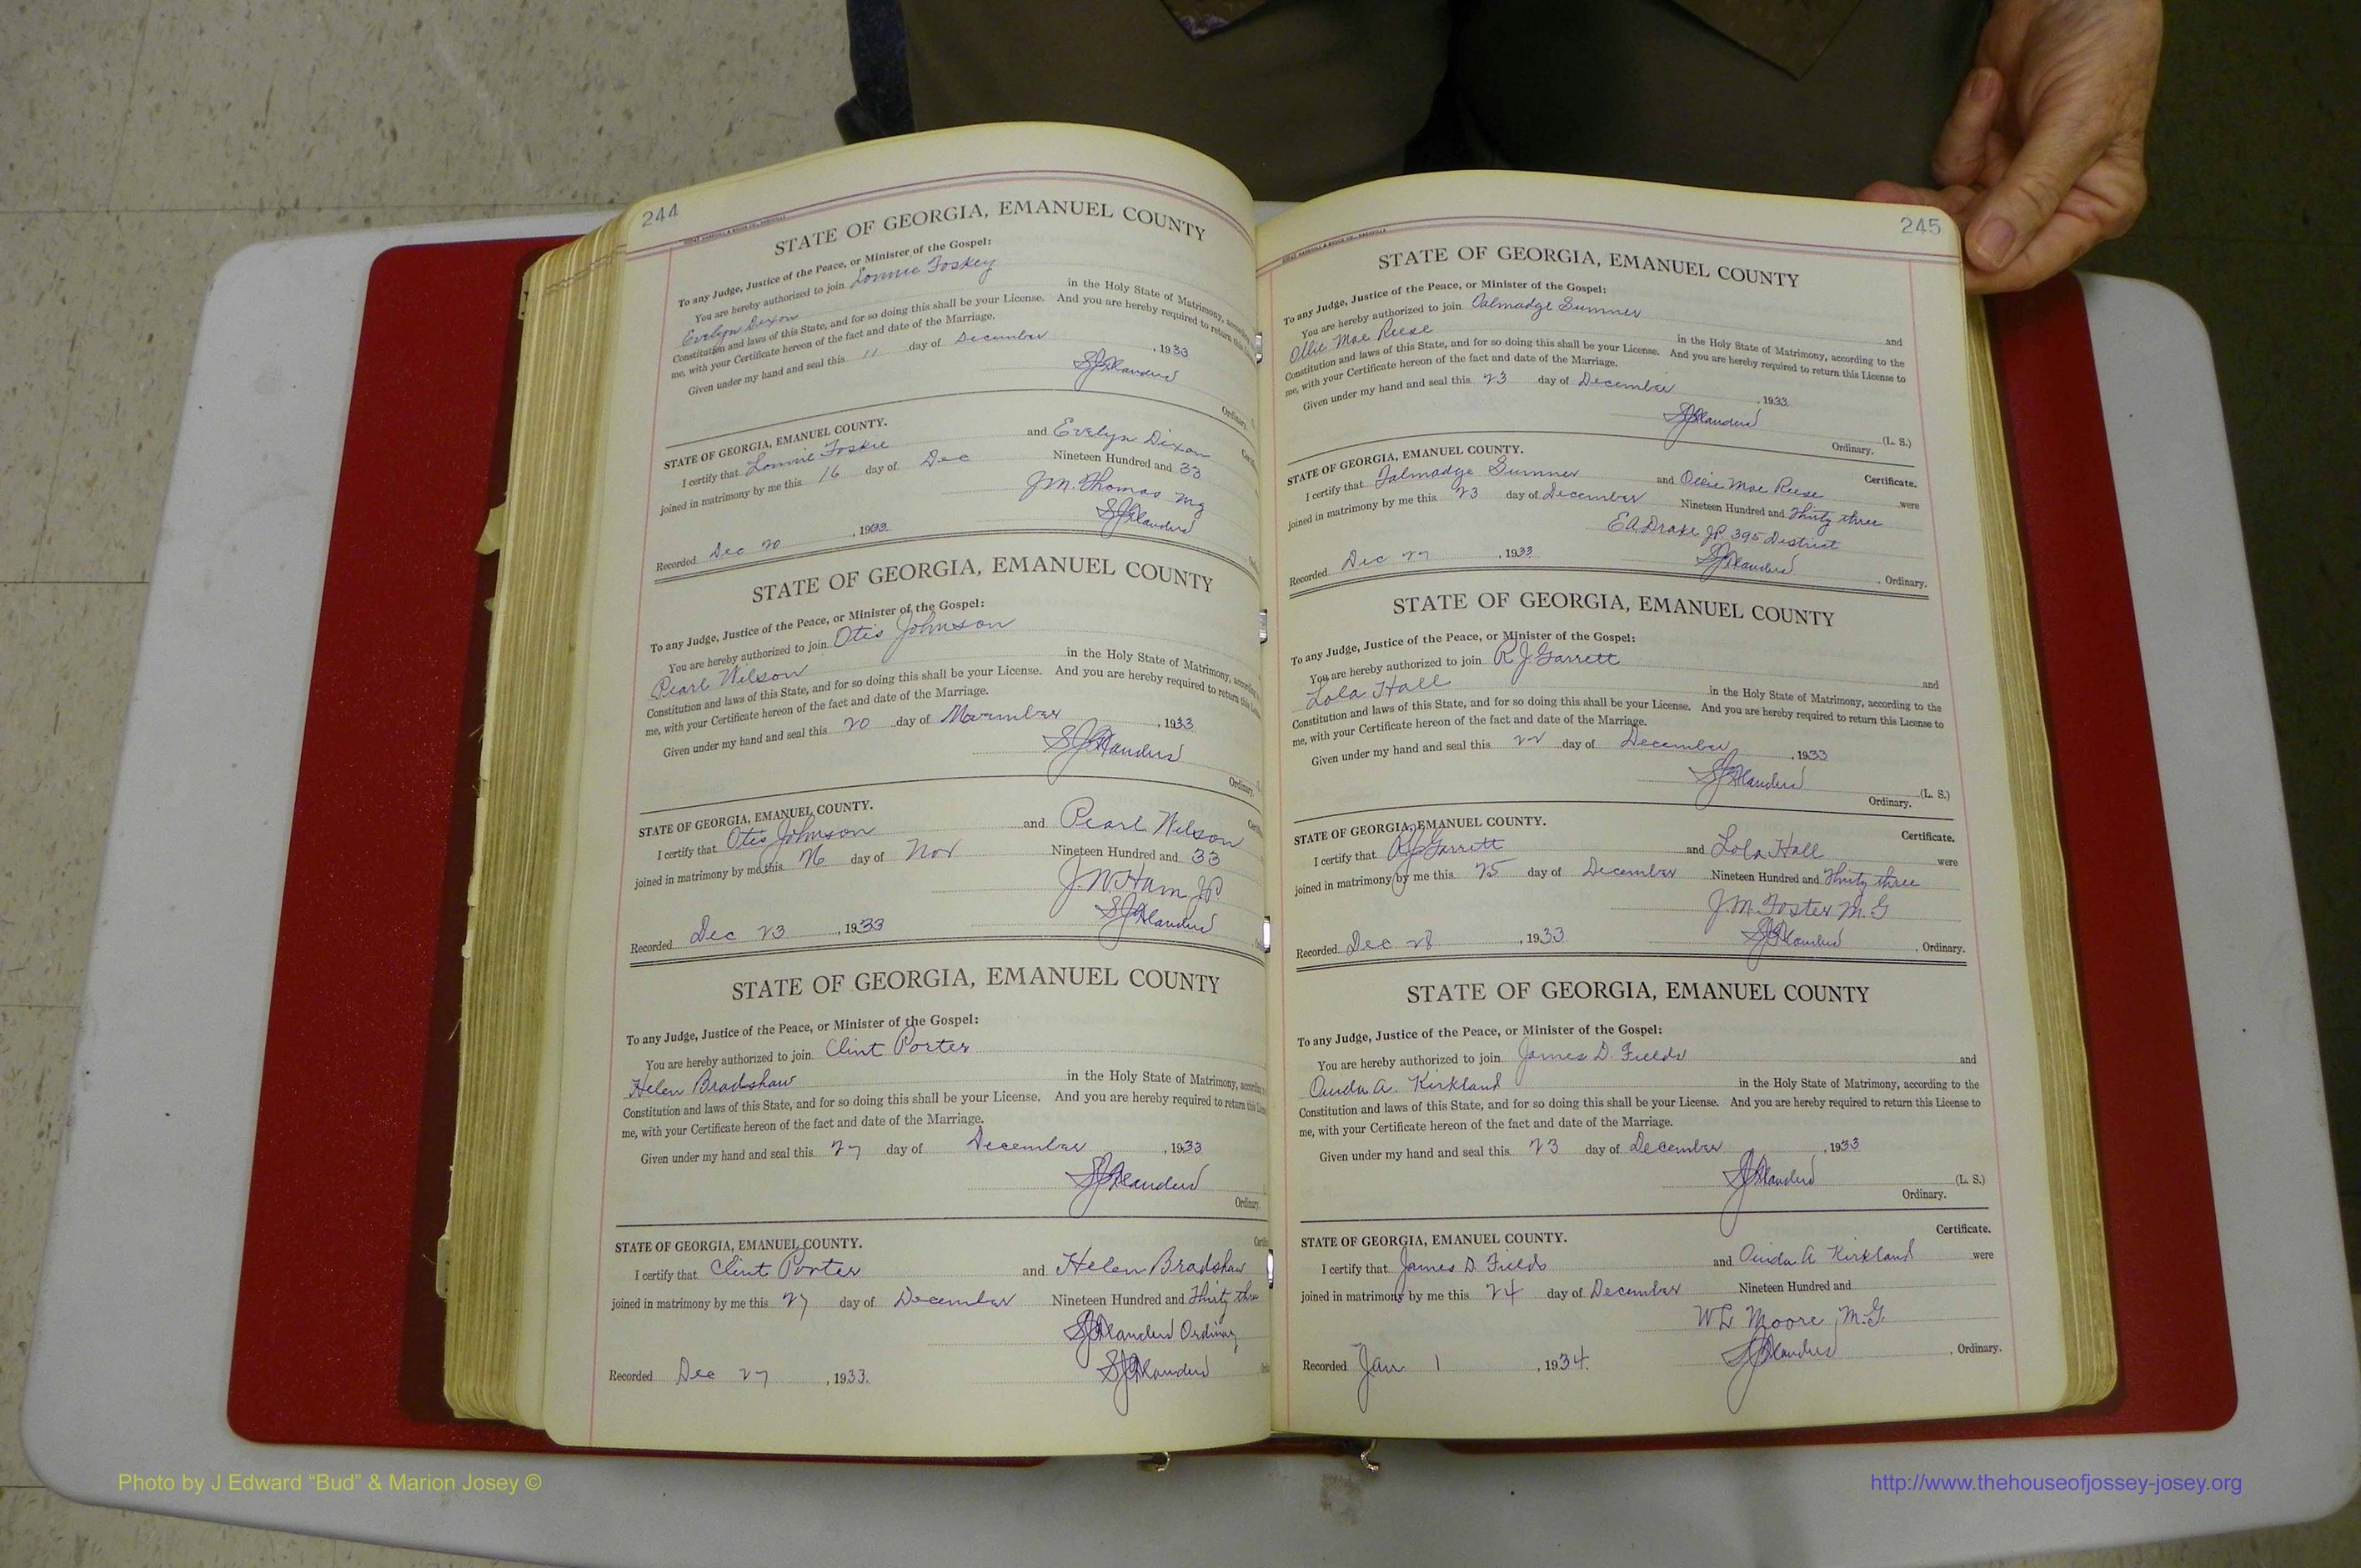 244
STATE OF GEORGIA, EMANUEL COUNTY
To any Judge, Justice of the Peace, or Minister of the Gospel:
You are hereby authorized to join Lonnie Foskey
Evelyn Dixon in the Holy State of Matrimony, according
Constitution and laws of this State, and for so doing this shall be your License. And you are hereby required to return this
me, with your Certificate hereon of the fact and date of the Marriage.
Given under my hand and seal this 11 day of December, 1933
SJFlanders
Ordinary.
STATE OF GEORGIA, EMANUEL COUNTY.
I certify that Lonnie Foskie and Evelyn Dixon
joined in matrimony by me this 16 day of Dec Nineteen Hundred and 33
J.M. Thomas MG
Recorded Dec 20, 1933. SJFlanders
STATE OF GEORGIA, EMANUEL COUNTY
To any Judge, Justice of the Peace, or Minister of the Gospel:
You are hereby authorized to join Otis Johnson
Pearl Wilson in the Holy State of Matrimony, according
Constitution and laws of this State, and for so doing this shall be your License. And you are hereby required to return this
me, with your Certificate hereon of the fact and date of the Marriage.
Given under my hand and seal this 20 day of November, 1933
SJFlanders
Ordinary.
STATE OF GEORGIA, EMANUEL COUNTY.
I certify that Otis Johnson and Pearl Wilson
joined in matrimony by me this 26 day of Nov Nineteen Hundred and 33
J.W. Ham JP
Recorded Dec 23, 1933 SJFlanders
STATE OF GEORGIA, EMANUEL COUNTY
To any Judge, Justice of the Peace, or Minister of the Gospel:
You are hereby authorized to join Clint Porter
Helen Bradshaw in the Holy State of Matrimony, according
Constitution and laws of this State, and for so doing this shall be your License. And you are hereby required to return this
me, with your Certificate hereon of the fact and date of the Marriage.
Given under my hand and seal this 27 day of December, 1933
SJFlanders
Ordinary.
STATE OF GEORGIA, EMANUEL COUNTY.
I certify that Clint Porter and Helen Bradshaw
joined in matrimony by me this 27 day of December Nineteen Hundred and Thirty three
SJFlanders Ordinary
Recorded Dec 27, 1933. SJFlanders
245
STATE OF GEORGIA, EMANUEL COUNTY
To any Judge, Justice of the Peace, or Minister of the Gospel:
You are hereby authorized to join Talmadge Sumner and
Ollie Mae Reese in the Holy State of Matrimony, according to the
Constitution and laws of this State, and for so doing this shall be your License. And you are hereby required to return this License to
me, with your Certificate hereon of the fact and date of the Marriage.
Given under my hand and seal this 23 day of December, 1933
SJFlanders (L. S.)
Ordinary.
STATE OF GEORGIA, EMANUEL COUNTY. Certificate.
I certify that Talmadge Sumner and Ollie Mae Reese were
joined in matrimony by me this 23 day of December Nineteen Hundred and Thirty three
EA Drake JP 395 District
Recorded Dec 27, 1933 SJFlanders, Ordinary.
STATE OF GEORGIA, EMANUEL COUNTY
To any Judge, Justice of the Peace, or Minister of the Gospel:
You are hereby authorized to join R J Garrett and
Lola Hall in the Holy State of Matrimony, according to the
Constitution and laws of this State, and for so doing this shall be your License. And you are hereby required to return this License to
me, with your Certificate hereon of the fact and date of the Marriage.
Given under my hand and seal this 22 day of December, 1933
SJFlanders (L. S.)
Ordinary.
STATE OF GEORGIA, EMANUEL COUNTY. Certificate.
I certify that RJ Garrett and Lola Hall were
joined in matrimony by me this 25 day of December Nineteen Hundred and Thirty three
J.M. Foster M.G
Recorded Dec 28, 1933 SJFlanders, Ordinary.
STATE OF GEORGIA, EMANUEL COUNTY
To any Judge, Justice of the Peace, or Minister of the Gospel:
You are hereby authorized to join James D. Fields and
Ouida A. Kirkland in the Holy State of Matrimony, according to the
Constitution and laws of this State, and for so doing this shall be your License. And you are hereby required to return this License to
me, with your Certificate hereon of the fact and date of the Marriage.
Given under my hand and seal this 23 day of December, 1933
SJFlanders (L. S.)
Ordinary.
STATE OF GEORGIA, EMANUEL COUNTY. Certificate.
I certify that James D. Fields and Ouida A Kirkland were
joined in matrimony by me this 24 day of December Nineteen Hundred and
WL Moore, M.G.
Recorded Jan 1, 1934. SJFlanders, Ordinary.
Photo by J Edward “Bud” & Marion Josey ©
http://www.thehouseofjossey-josey.org